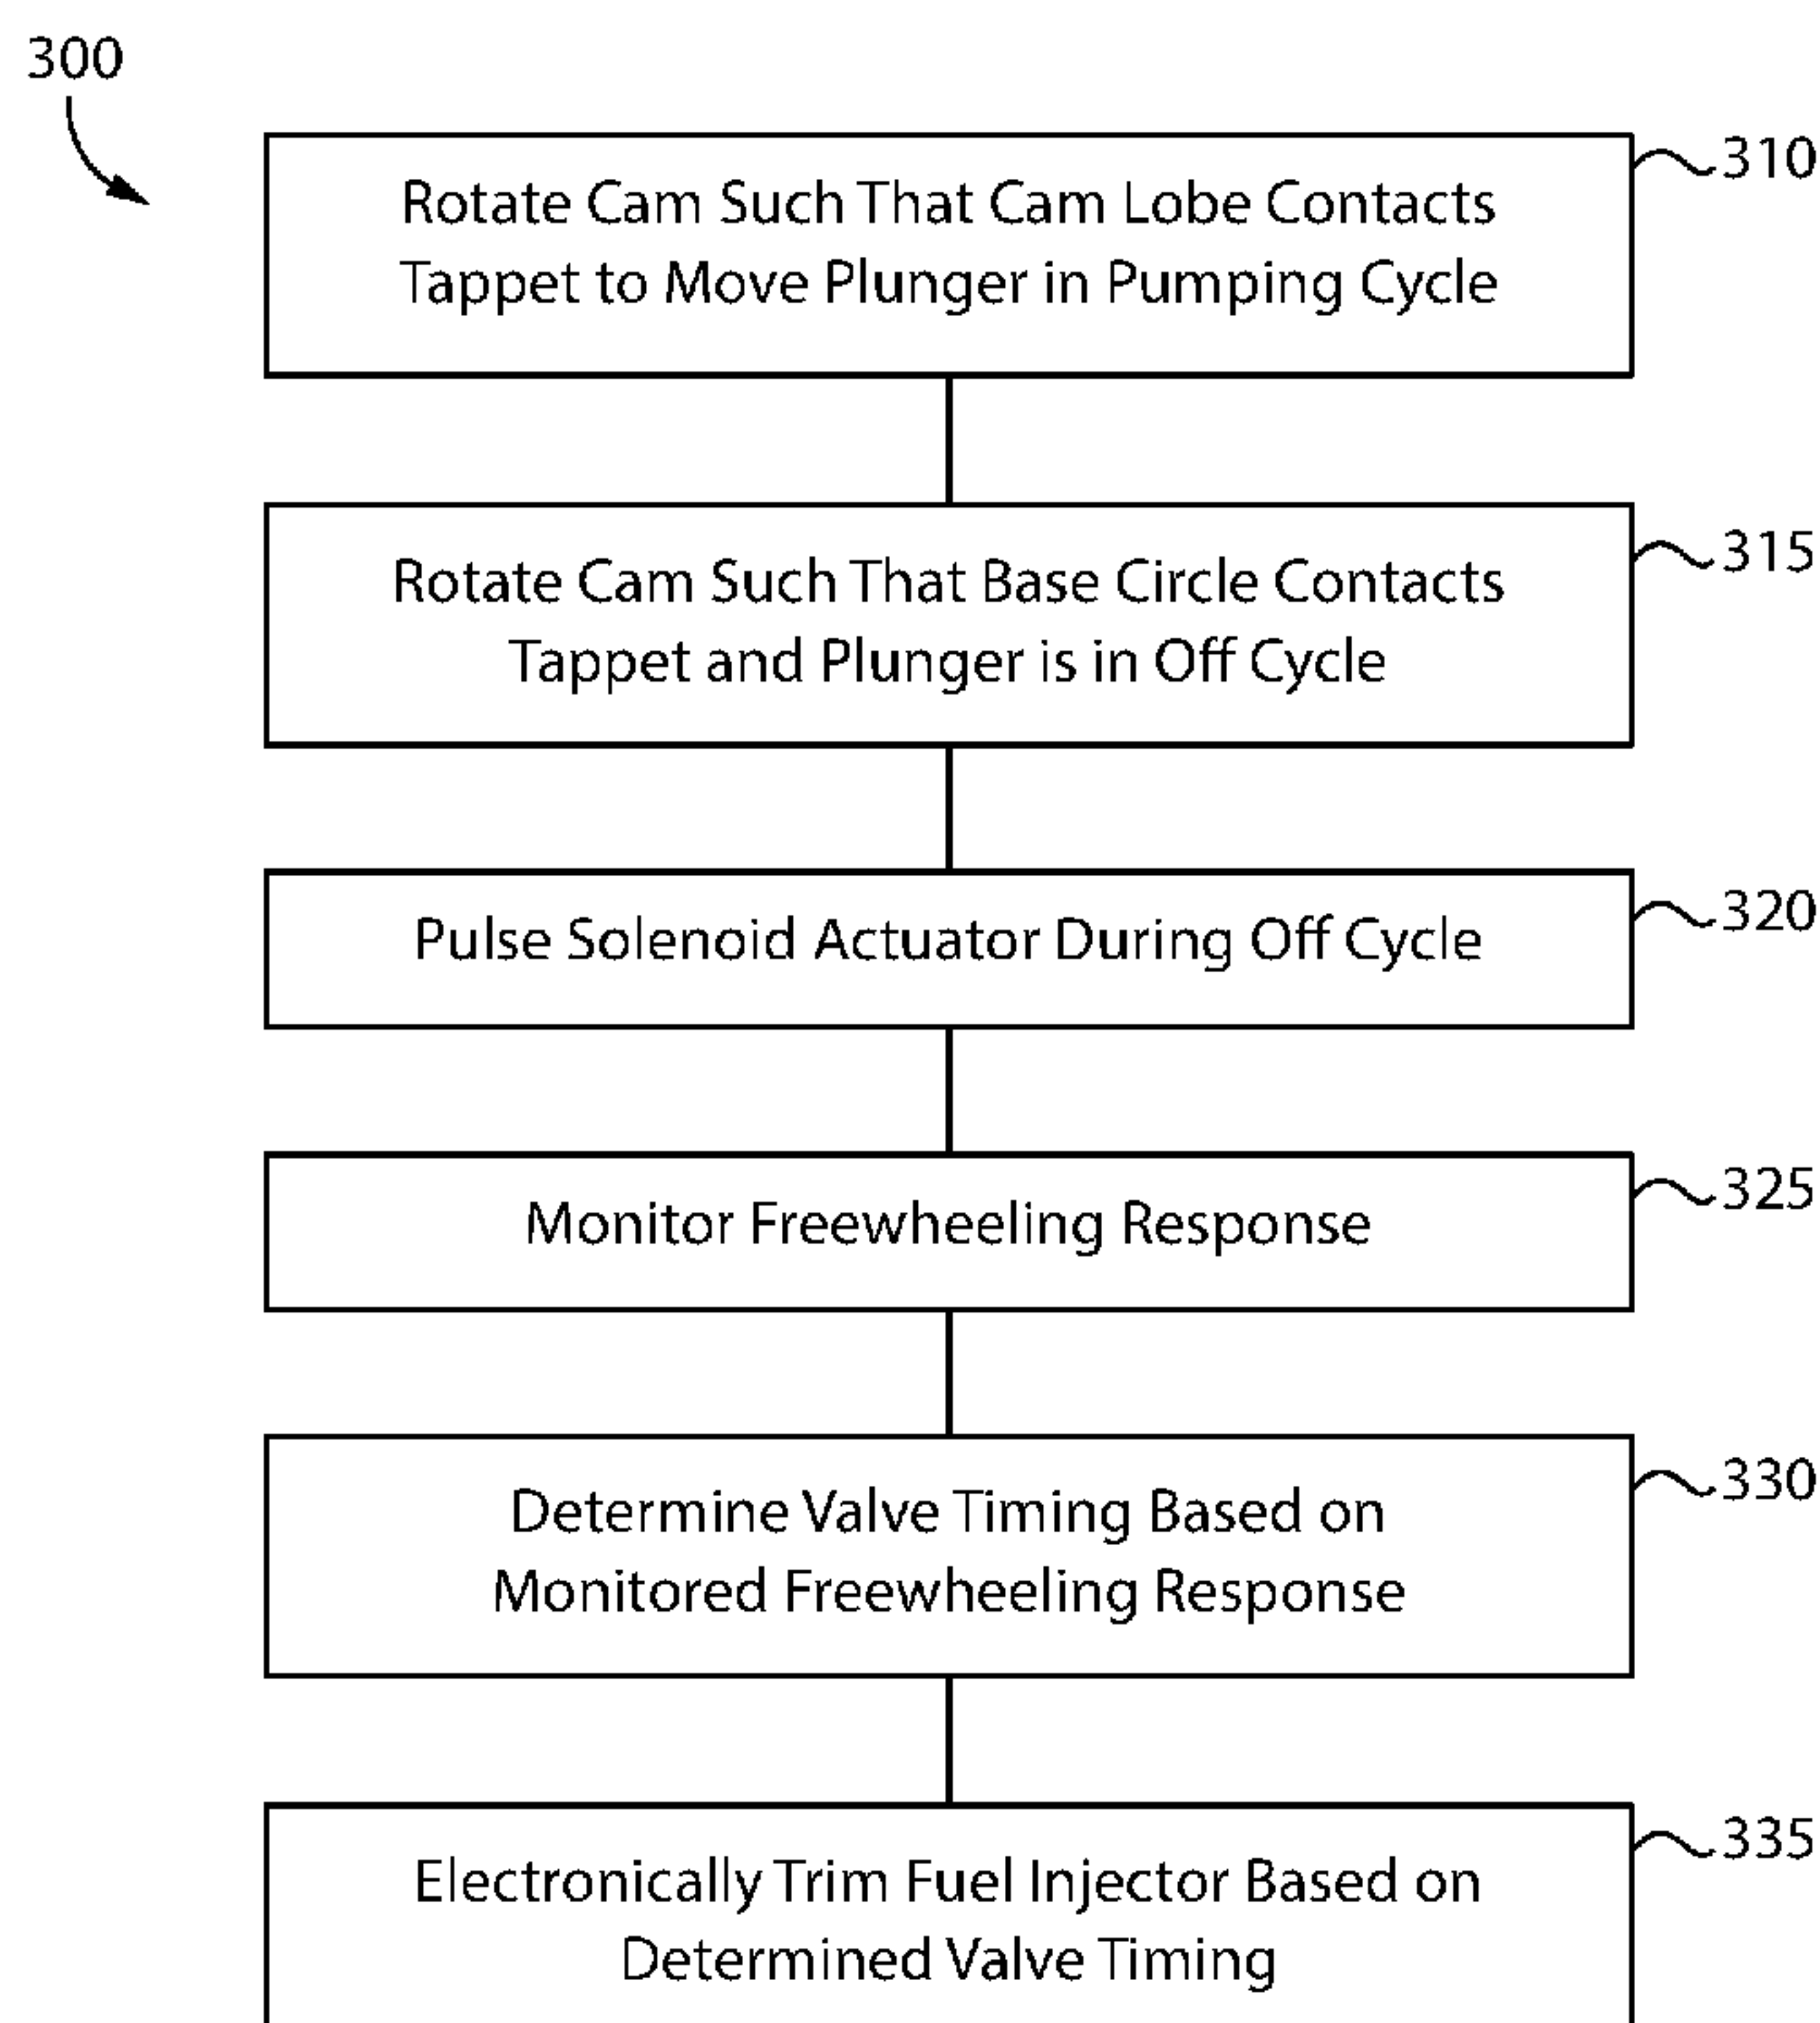 300
310
Rotate Cam Such That Cam Lobe Contacts
Tappet to Move Plunger in Pumping Cycle
315
Rotate Cam Such That Base Circle Contacts
Tappet and Plunger is in Off Cycle
320
Pulse Solenoid Actuator During Off Cycle
325
Monitor Freewheeling Response
330
Determine Valve Timing Based on
Monitored Freewheeling Response
335
Electronically Trim Fuel Injector Based on
Determined Valve Timing